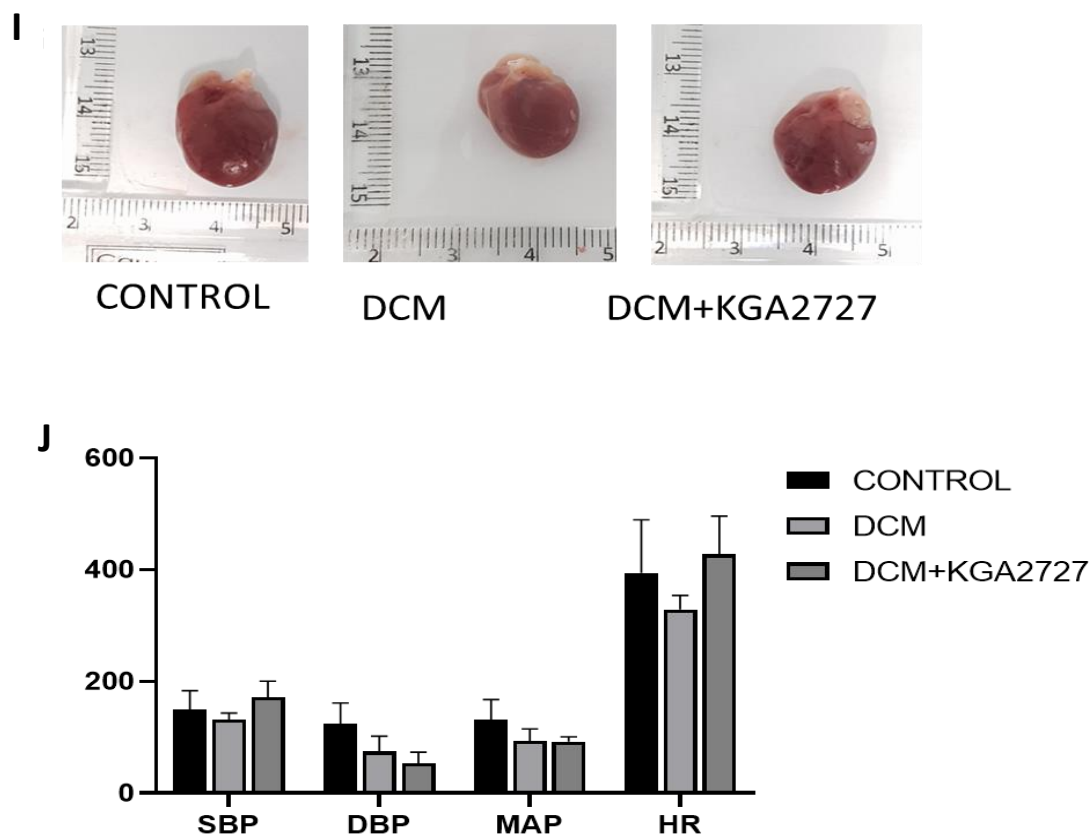 I
13
14
15
2 3 4 5
13
14
15
2 3 4 5
13
14
15
2 3 4 5
CONTROL
DCM
DCM+KGA2727
J
600
400
200
0
SBP
DBP
MAP
HR
CONTROL
DCM
DCM+KGA2727